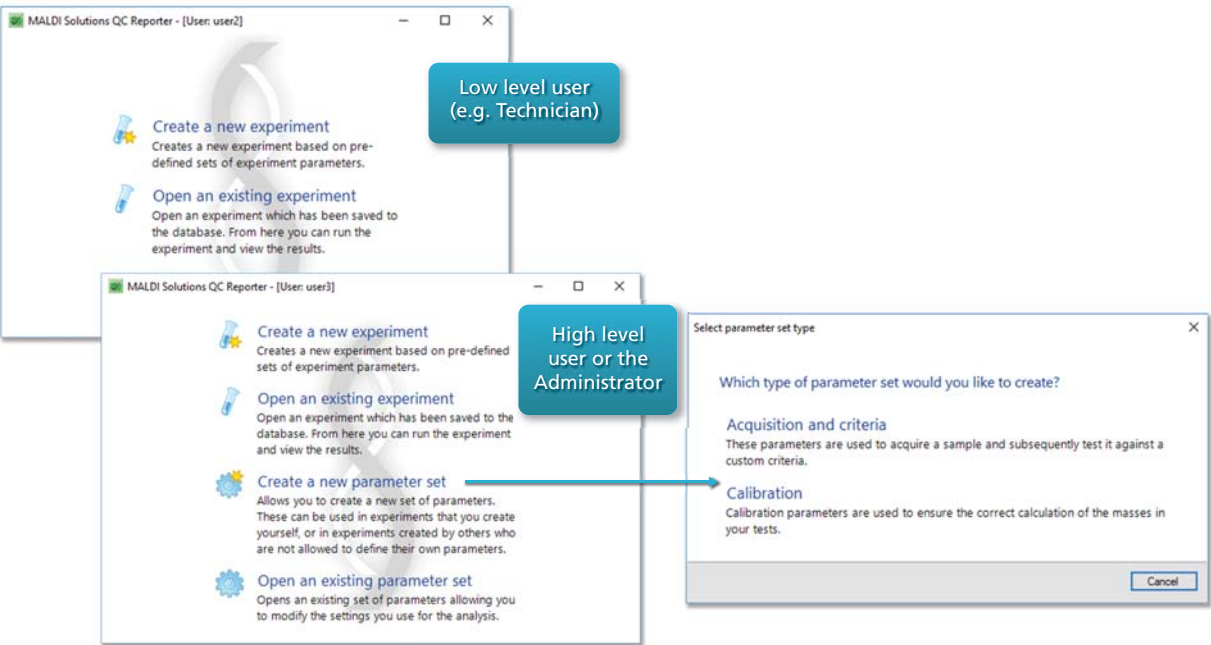 MALDI Solutions QC Reporter - [User: user2]
Low level user
(e.g. Technician)
Create a new experiment
Creates a new experiment based on pre-
defined sets of experiment parameters.
Open an existing experiment
Open an experiment which has been saved to
the database. From here you can run the
experiment and view the results.
MALDI Solutions QC Reporter - [User: user3]
High level
user or the
Administrator
Create a new experiment
Creates a new experiment based on pre-defined
sets of experiment parameters.
Open an existing experiment
Open an experiment which has been saved to the
database. From here you can run the experiment
and view the results.
Create a new parameter set
Allows you to create a new set of parameters.
These can be used in experiments that you create
yourself, or in experiments created by others who
are not allowed to define their own parameters.
Open an existing parameter set
Opens an existing set of parameters allowing you
to modify the settings you use for the analysis.
Select parameter set type
Which type of parameter set would you like to create?
Acquisition and criteria
These parameters are used to acquire a sample and subsequently test it against a
custom criteria.
Calibration
Calibration parameters are used to ensure the correct calculation of the masses in
your tests.
Cancel